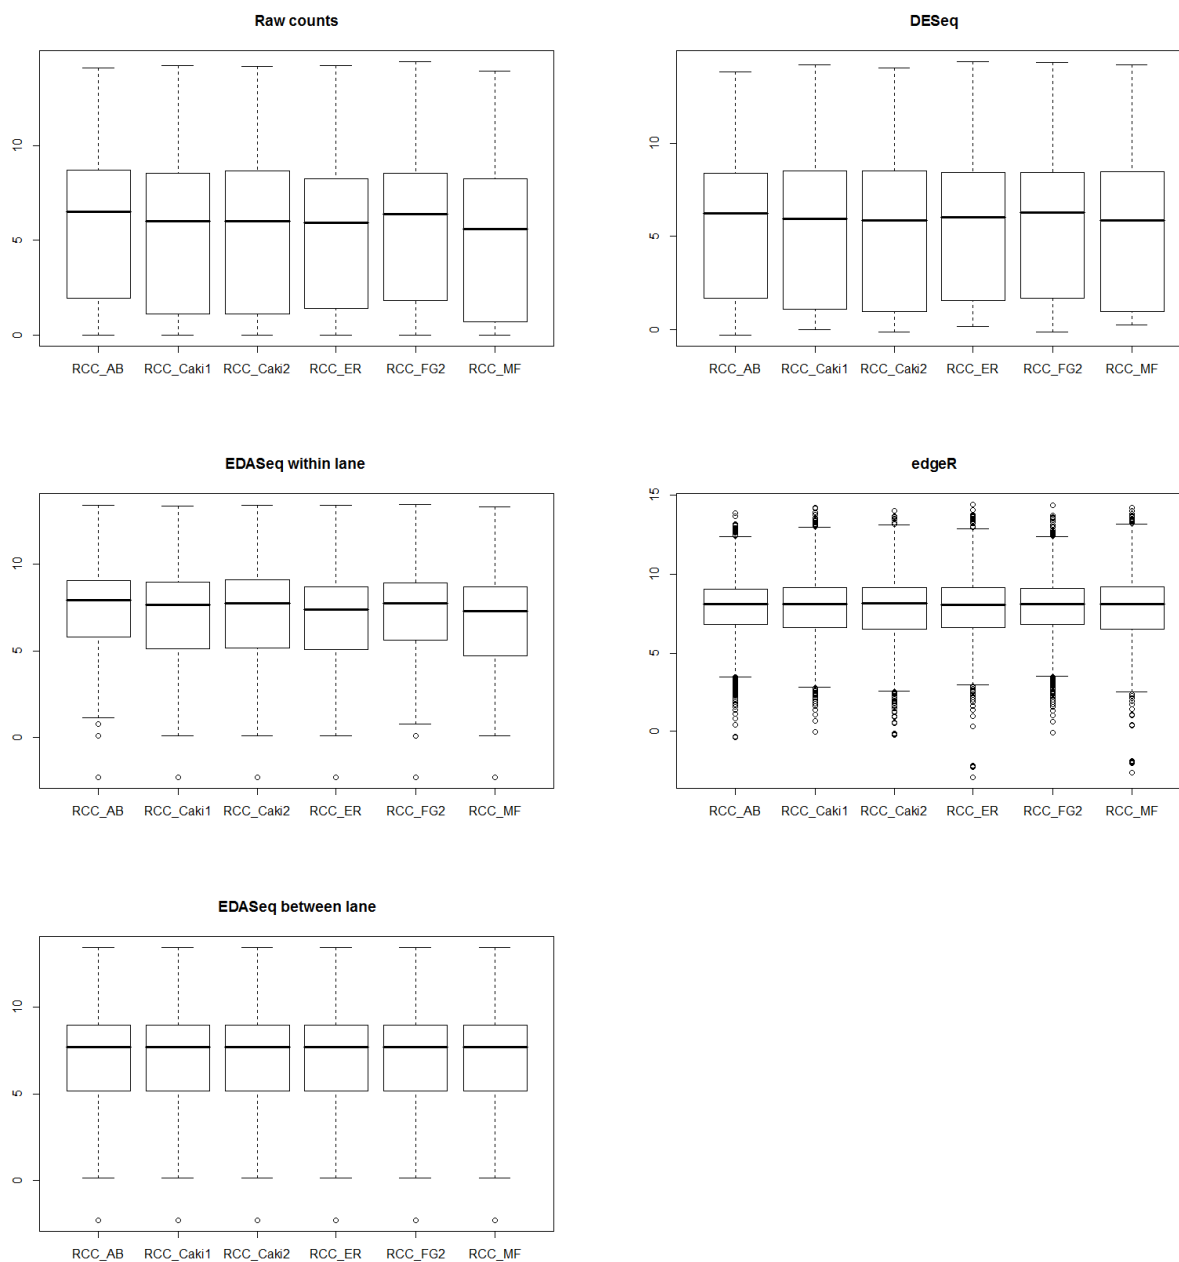 Raw counts
10
5
0
RCC_AB RCC_Caki1 RCC_Caki2 RCC_ER RCC_FG2 RCC_MF
DESeq
10
5
0
RCC_AB RCC_Caki1 RCC_Caki2 RCC_ER RCC_FG2 RCC_MF
EDASeq within lane
10
5
0
RCC_AB RCC_Caki1 RCC_Caki2 RCC_ER RCC_FG2 RCC_MF
edgeR
15
10
5
0
RCC_AB RCC_Caki1 RCC_Caki2 RCC_ER RCC_FG2 RCC_MF
EDASeq between lane
10
5
0
RCC_AB RCC_Caki1 RCC_Caki2 RCC_ER RCC_FG2 RCC_MF